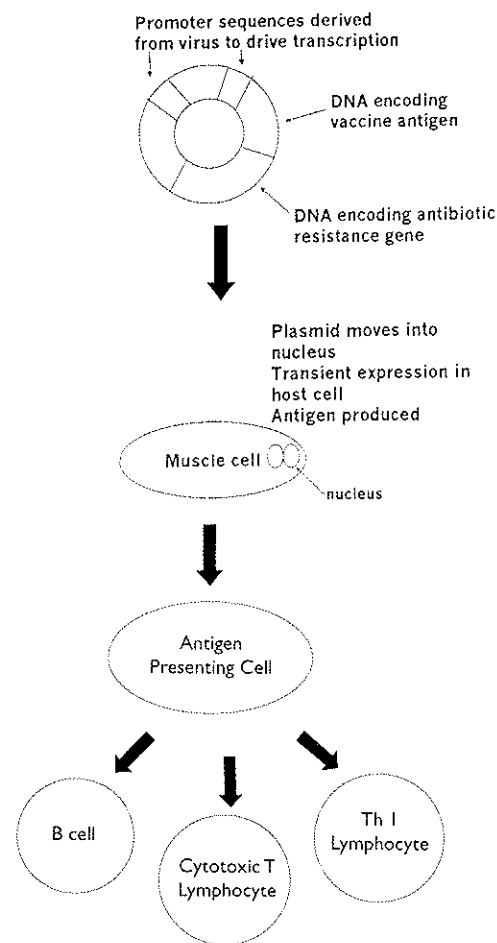 Promoter sequences derived
from virus to drive transcription
DNA encoding
vaccine antigen
DNA encoding antibiotic
resistance gene
Plasmid moves into
nucleus
Transient expression in
host cell
Antigen produced
Muscle cell
nucleus
Antigen
Presenting Cell
B cell
Cytotoxic T
Lymphocyte
Th I
Lymphocyte